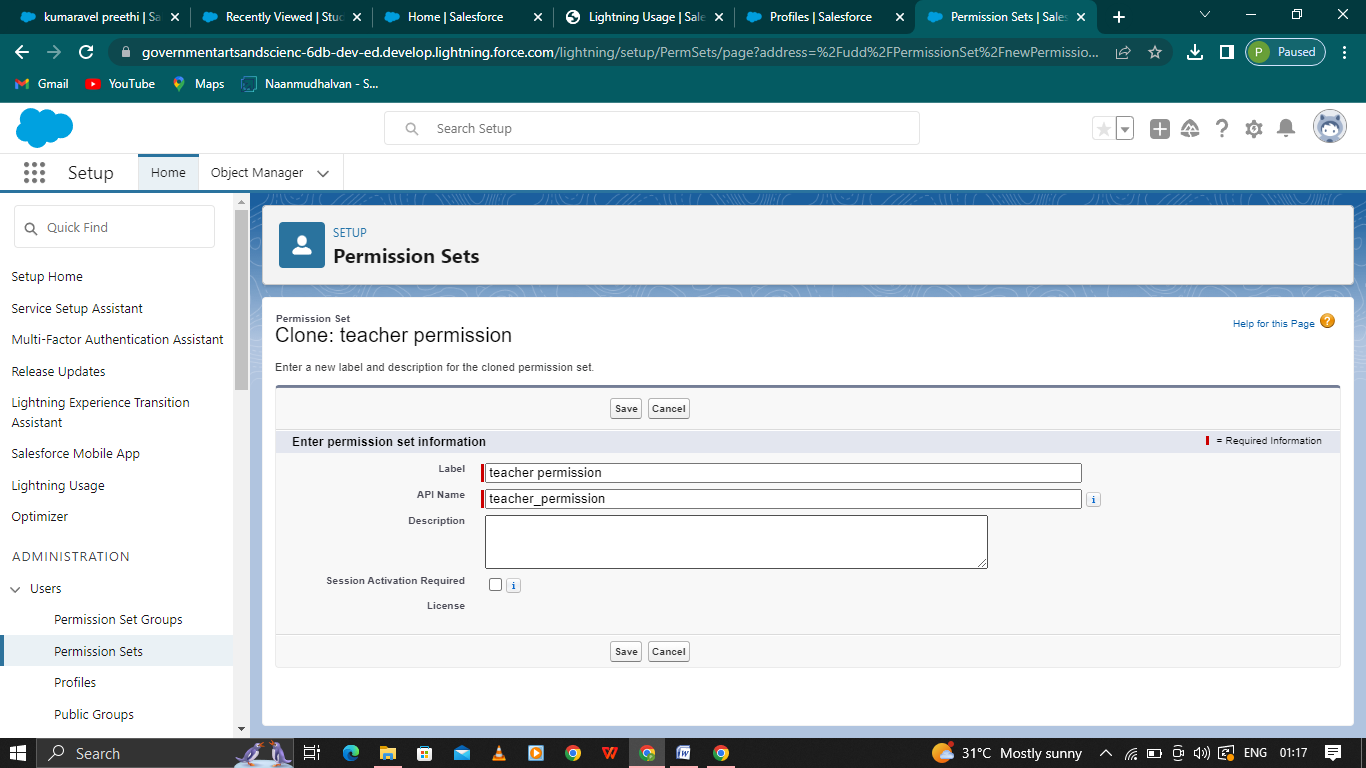 kumaravel preethi | Sa
Recently Viewed | Stud
Home | Salesforce
Lightning Usage | Sale
Profiles | Salesforce
Permission Sets | Sales
governmentartsandscienc-6db-dev-ed.develop.lightning.force.com/lightning/setup/PermSets/page?address=%2Fudd%2FPermissionSet%2FnewPermissio...
P Paused
Gmail YouTube Maps Naanmudhalvan - S...
Search Setup
Setup Home Object Manager
Quick Find
Setup Home
Service Setup Assistant
Multi-Factor Authentication Assistant
Release Updates
Lightning Experience Transition
Assistant
Salesforce Mobile App
Lightning Usage
Optimizer
ADMINISTRATION
Users
Permission Set Groups
Permission Sets
Profiles
Public Groups
SETUP
Permission Sets
Permission Set
Clone: teacher permission
Help for this Page ?
Enter a new label and description for the cloned permission set.
Save Cancel
Enter permission set information
= Required Information
Label teacher permission
API Name teacher_permission i
Description
Session Activation Required i
License
Save Cancel
Search
31°C Mostly sunny
ENG 01:17